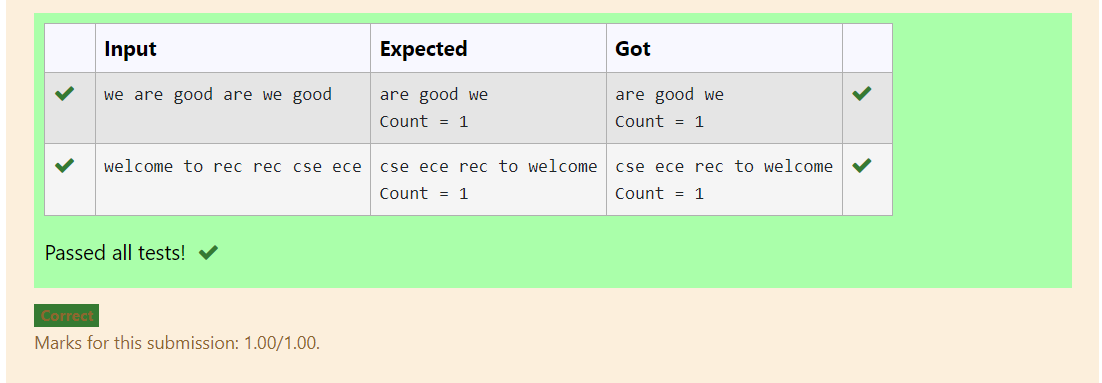 Input Expected Got
we are good are we good are good we are good we
Count = 1 Count = 1
welcome to rec rec cse ece cse ece rec to welcome cse ece rec to welcome
Count = 1 Count = 1
Passed all tests!
Correct
Marks for this submission: 1.00/1.00.